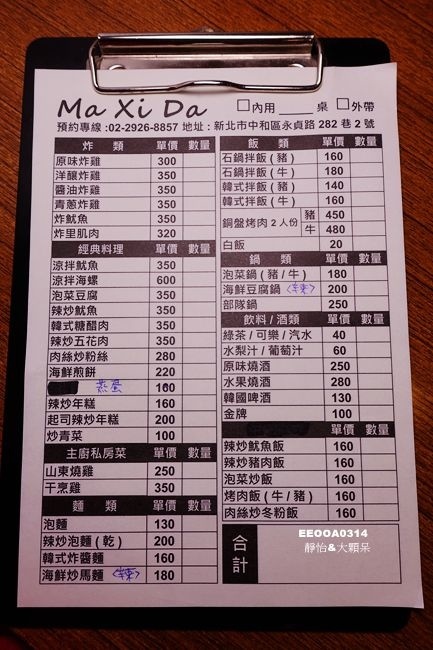 Ma Xi Da
□內用 桌 □外帶
預約專線:02-2926-8857 地址:新北市中和區永貞路 282 巷 2 號
炸 類 單價 數量
原味炸雞 300
洋釀炸雞 350
醬油炸雞 350
青蔥炸雞 350
炸魷魚 350
炸里肌肉 320
經典料理 單價 數量
涼拌魷魚 350
涼拌海螺 600
泡菜豆腐 350
辣炒魷魚 350
韓式糖醋肉 350
辣炒五花肉 350
肉絲炒粉絲 280
海鮮煎餅 220
蒸蛋 100
辣炒年糕 160
起司辣炒年糕 200
炒青菜 100
主廚私房菜 單價 數量
山東燒雞 250
干烹雞 350
麵 類 單價 數量
泡麵 130
辣炒泡麵 ( 乾 ) 200
韓式炸醬麵 160
海鮮炒馬麵 <辣> 180
飯 類 單價 數量
石鍋拌飯 ( 豬 ) 160
石鍋拌飯 ( 牛 ) 180
韓式拌飯 ( 豬 ) 140
韓式拌飯 ( 牛 ) 160
銅盤烤肉 2 人份 豬 450
牛 480
白飯 20
鍋 類 單價 數量
泡菜鍋 ( 豬 / 牛 ) 180
海鮮豆腐鍋 <辣> 200
部隊鍋 250
飲料 / 酒類 單價 數量
綠茶 / 可樂 / 汽水 40
水梨汁 / 葡萄汁 60
原味燒酒 250
水果燒酒 280
韓國啤酒 130
金牌 100
單價 數量
辣炒魷魚飯 160
辣炒豬肉飯 160
泡菜炒飯 160
烤肉飯 ( 牛 / 豬 ) 160
肉絲炒冬粉飯 160
合計
EEOOA0314
靜怡&大顆呆